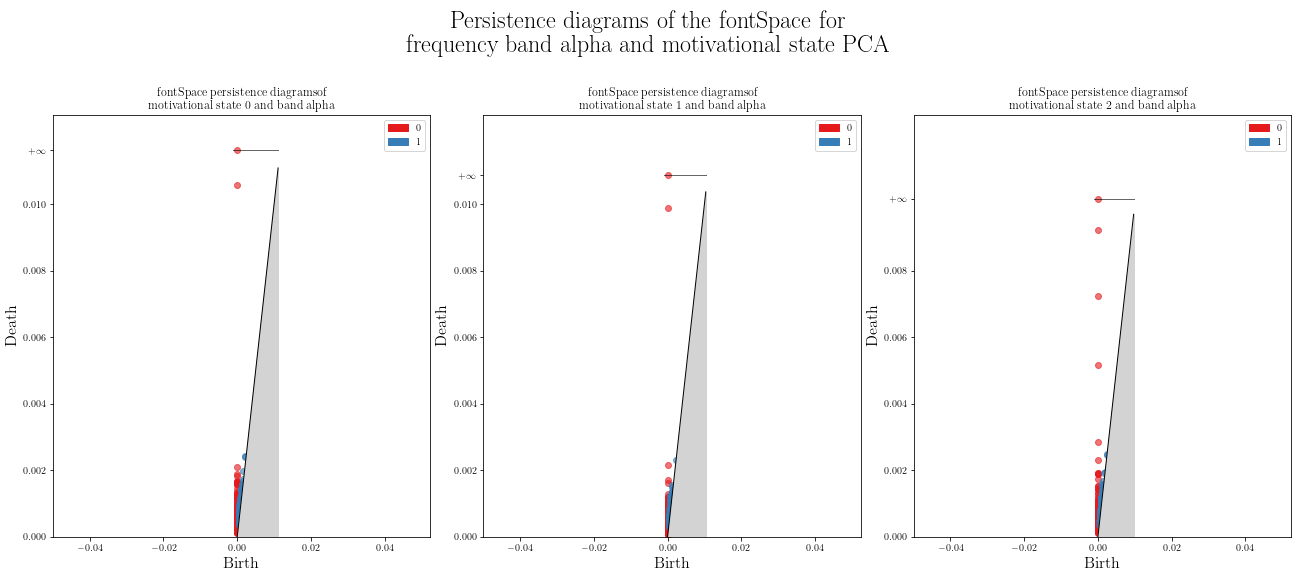 Persistence diagrams of the fontSpace for
frequency band alpha and motivational state PCA
fontSpace persistence diagramsof
motivational state 0 and band alpha
0
1
+∞
0.010
0.008
0.006
0.004
0.002
0.000
Death
−0.04
−0.02
0.00
0.02
0.04
Birth
fontSpace persistence diagramsof
motivational state 1 and band alpha
0
1
+∞
0.010
0.008
0.006
0.004
0.002
0.000
Death
−0.04
−0.02
0.00
0.02
0.04
Birth
fontSpace persistence diagramsof
motivational state 2 and band alpha
0
1
+∞
0.008
0.006
0.004
0.002
0.000
Death
−0.04
−0.02
0.00
0.02
0.04
Birth